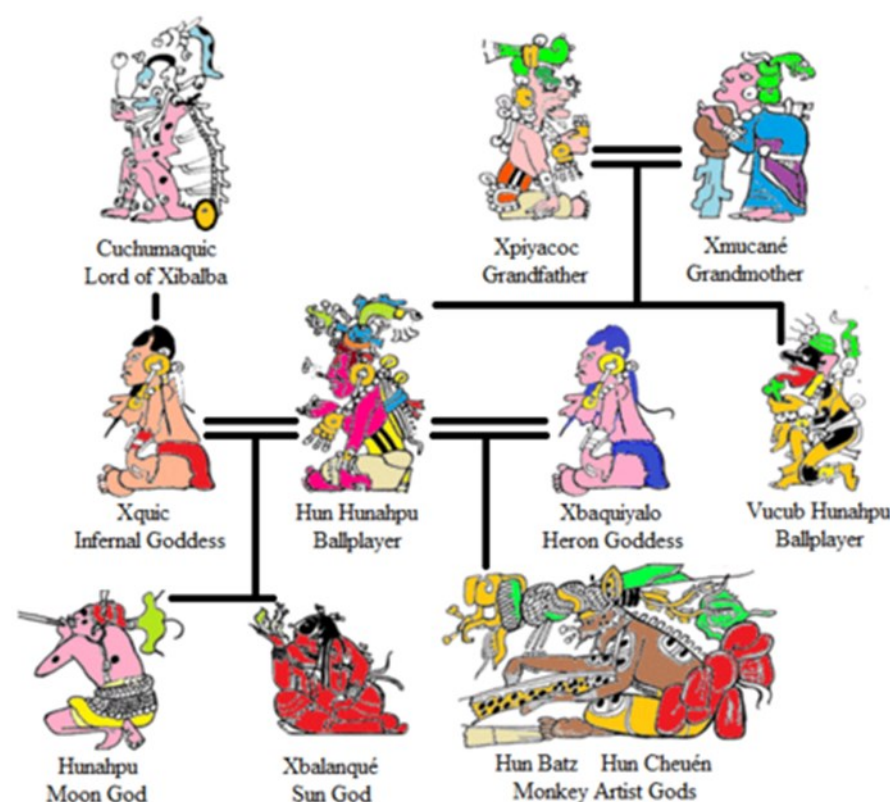 Cuchumaquic
Lord of Xibalba
Xpiyacoc
Grandfather
Xmucané
Grandmother
Xquic
Infernal Goddess
Hun Hunahpu
Ballplayer
Xbaquiyalo
Heron Goddess
Vucub Hunahpu
Ballplayer
Hunahpu
Moon God
Xbalanqué
Sun God
Hun Batz Hun Cheuén
Monkey Artist Gods